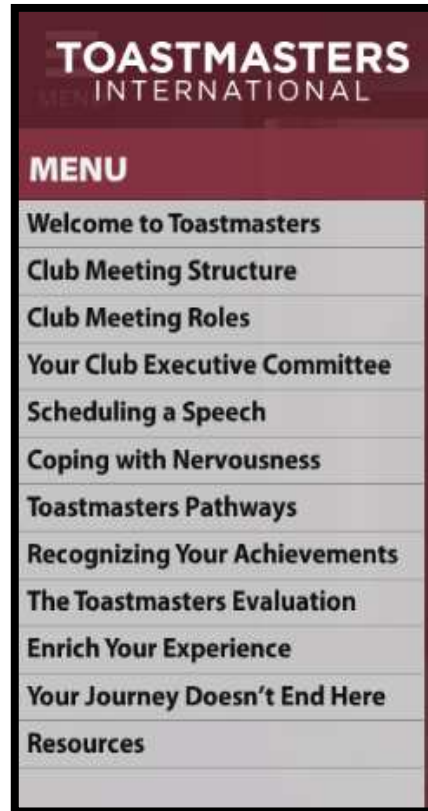 TOASTMASTERS
INTERNATIONAL
MENU
MENU
Welcome to Toastmasters
Club Meeting Structure
Club Meeting Roles
Your Club Executive Committee
Scheduling a Speech
Coping with Nervousness
Toastmasters Pathways
Recognizing Your Achievements
The Toastmasters Evaluation
Enrich Your Experience
Your Journey Doesn’t End Here
Resources